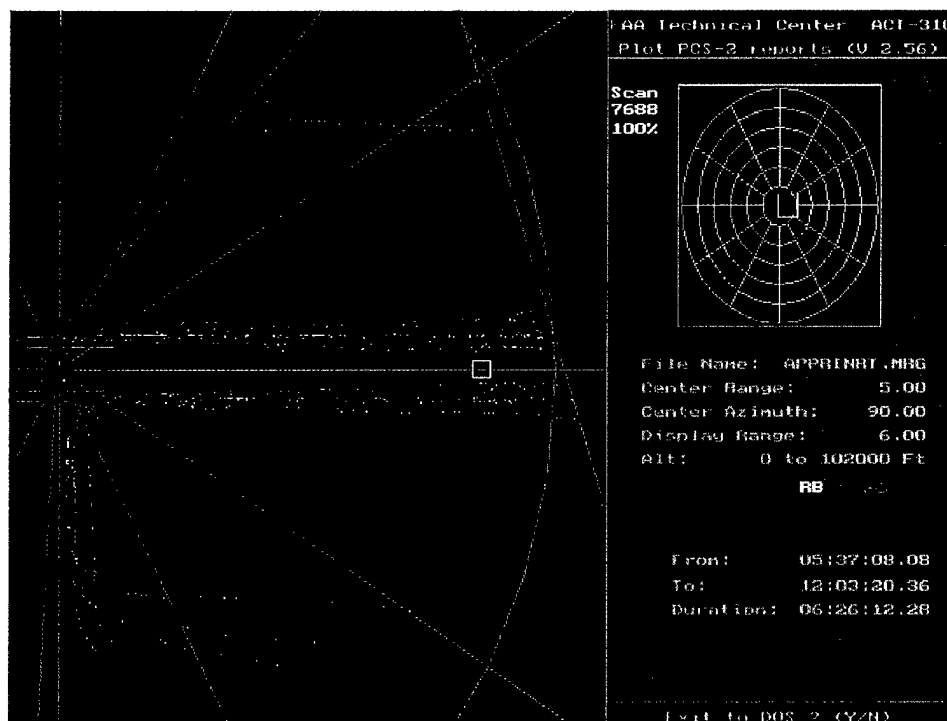 FAA Technical Center ACT-310
Plot PCS-2 reports (V 2.56)
Scan
7688
100%
File Name: APPRINRT.MRG
Center Range: 5.00
Center Azimuth: 90.00
Display Range: 6.00
Alt: 0 to 102000 Ft
RB
From: 05:37:08.08
To: 12:03:20.36
Duration: 06:26:12.28
Exit to DOS ? (Y/N)